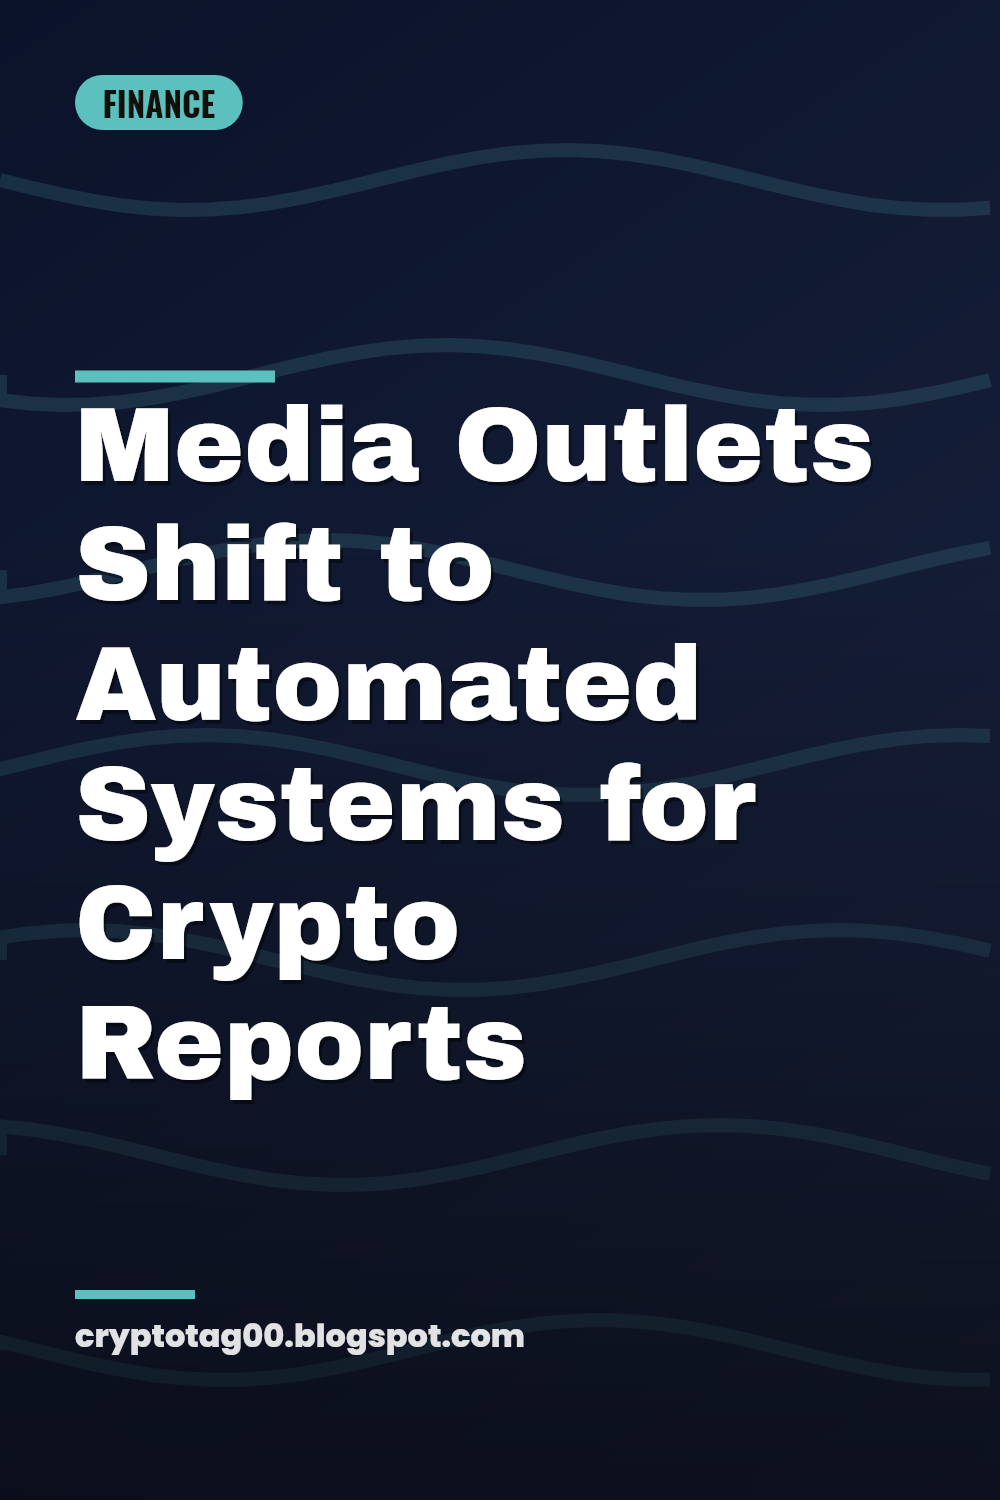 FINANCE
Media Outlets
Shift to
Automated
Systems for
Crypto
Reports
cryptotag00.blogspot.com